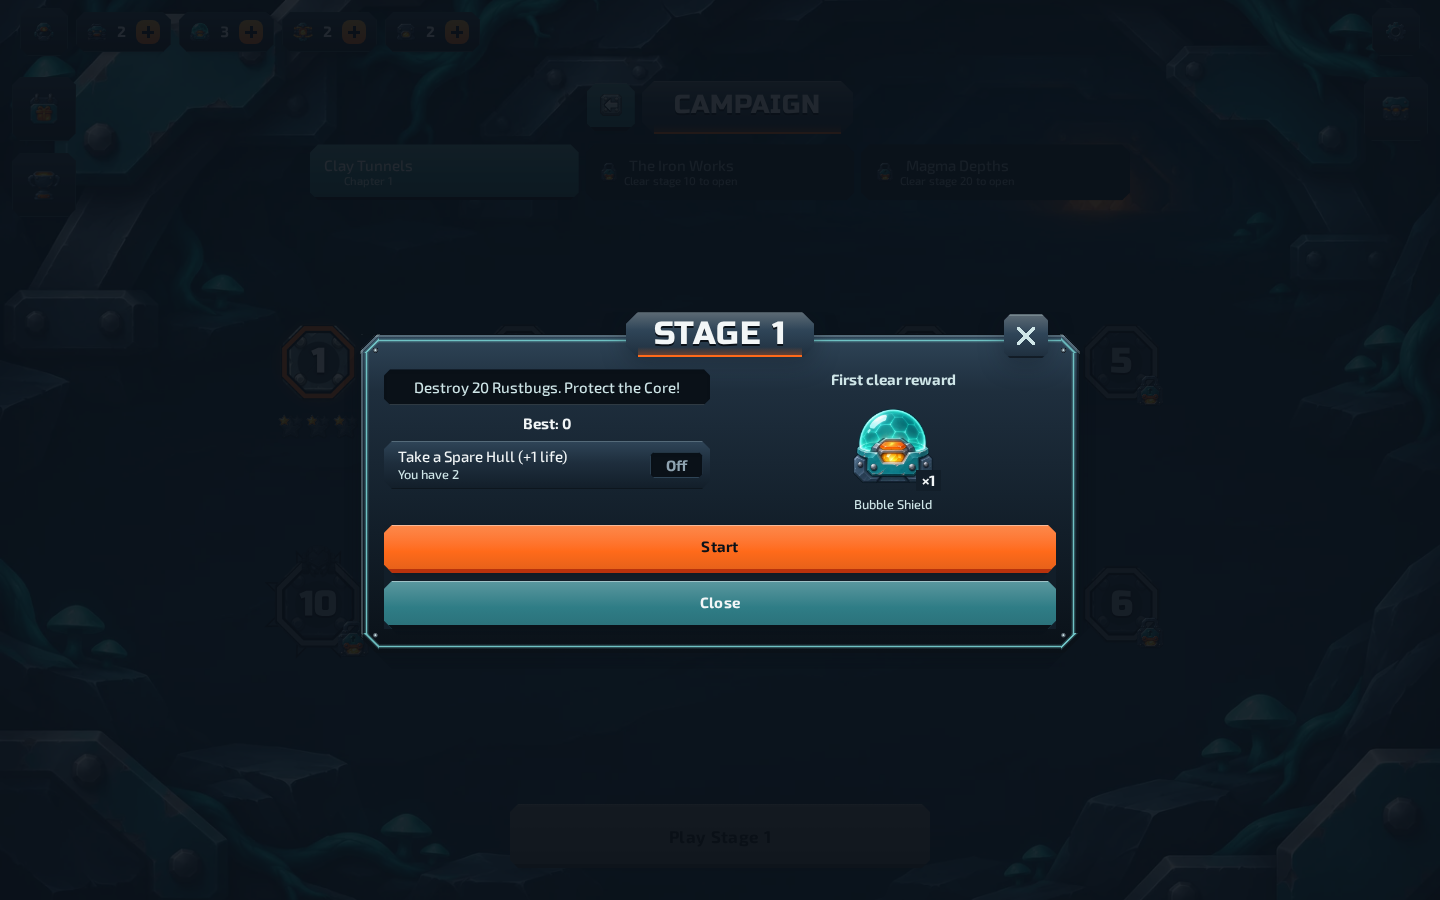 2
3
2
2
CAMPAIGN
Clay Tunnels
Chapter 1
The Iron Works
Clear stage 10 to open
Magma Depths
Clear stage 20 to open
STAGE 1
1
5
Destroy 20 Rustbugs. Protect the Core!
First clear reward
Best: 0
Take a Spare Hull (+1 life)
You have 2
Off
×1
Bubble Shield
Start
Close
10
6
Play Stage 1